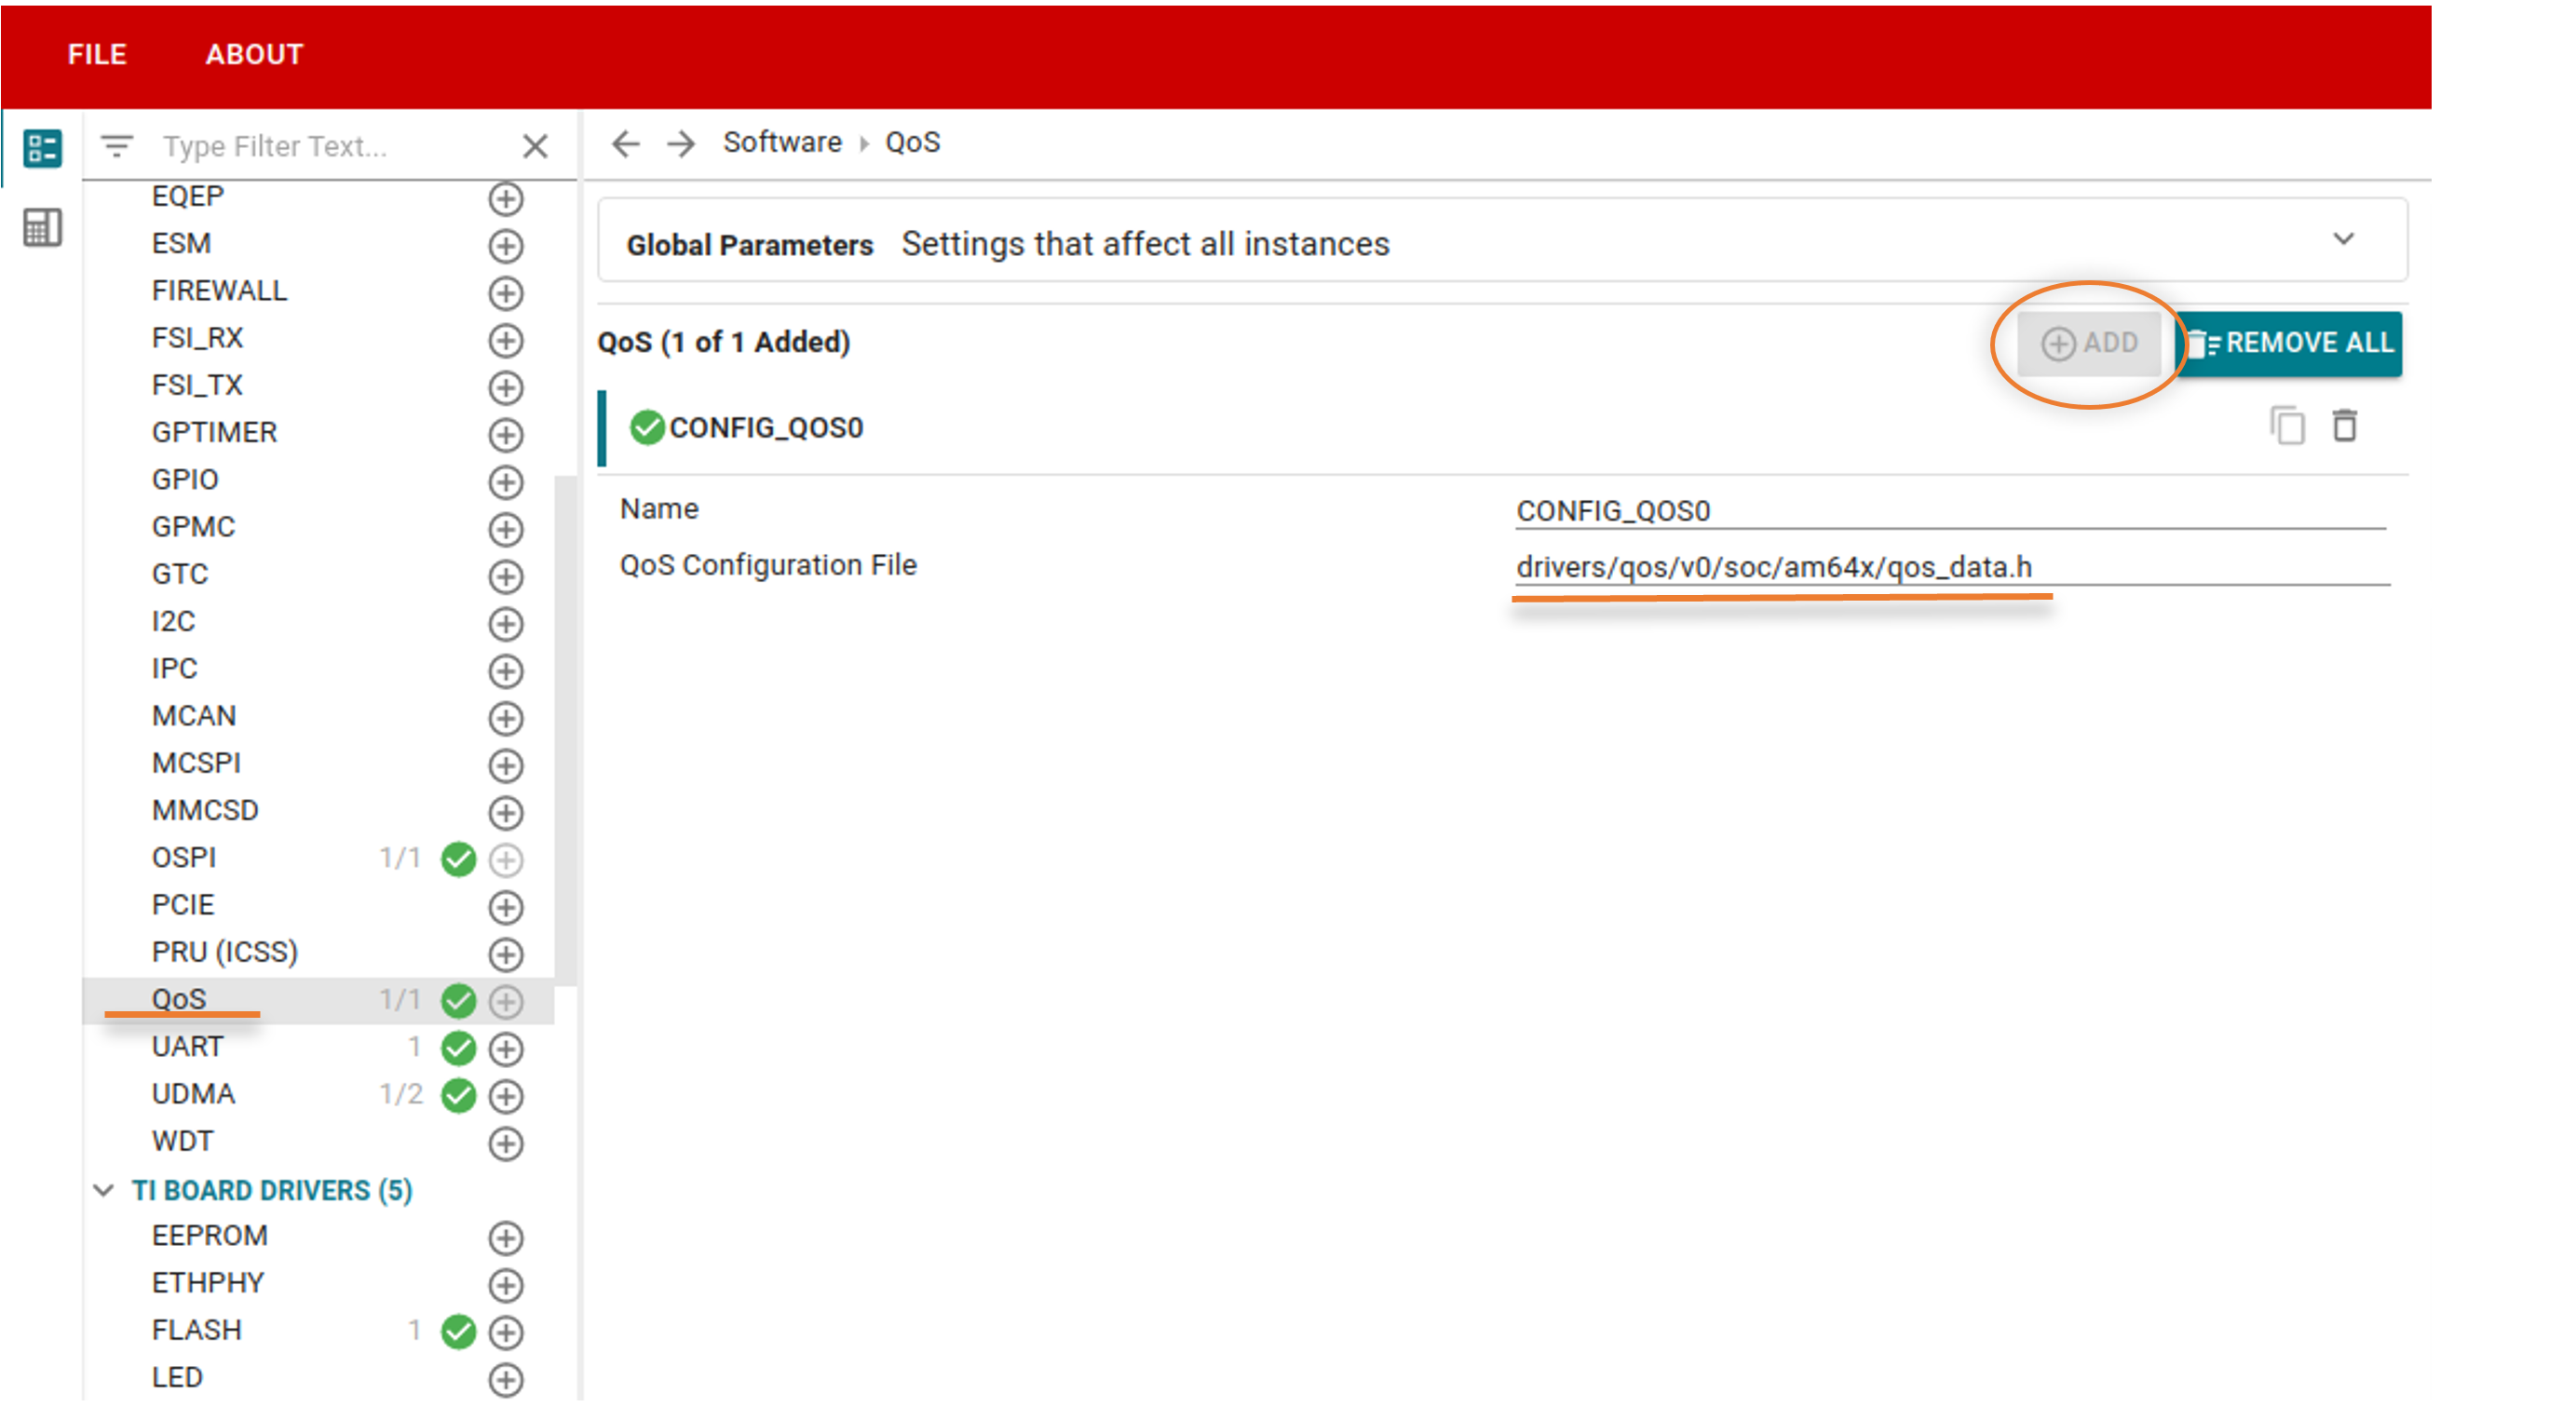 FILE ABOUT
Type Filter Text...
EQEP
ESM
FIREWALL
FSI_RX
FSI_TX
GPTIMER
GPIO
GPMC
GTC
I2C
IPC
MCAN
MCSPI
MMCSD
OSPI 1/1
PCIE
PRU (ICSS)
QoS 1/1
UART 1
UDMA 1/2
WDT
TI BOARD DRIVERS (5)
EEPROM
ETHPHY
FLASH 1
LED
Software QoS
Global Parameters Settings that affect all instances
QoS (1 of 1 Added) ADD REMOVE ALL
CONFIG_QOS0
Name CONFIG_QOS0
QoS Configuration File drivers/qos/v0/soc/am64x/qos_data.h